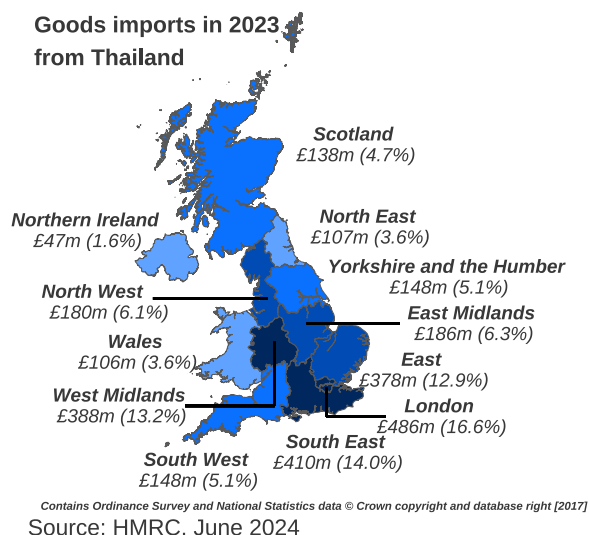 Goods imports in 2023
from Thailand
Scotland
£138m (4.7%)
Northern Ireland
£47m (1.6%)
North East
£107m (3.6%)
Yorkshire and the Humber
£148m (5.1%)
North West
£180m (6.1%)
East Midlands
£186m (6.3%)
Wales
£106m (3.6%)
East
£378m (12.9%)
West Midlands
£388m (13.2%)
London
£486m (16.6%)
South East
£410m (14.0%)
South West
£148m (5.1%)
Contains Ordinance Survey and National Statistics data © Crown copyright and database right [2017]
Source: HMRC, June 2024